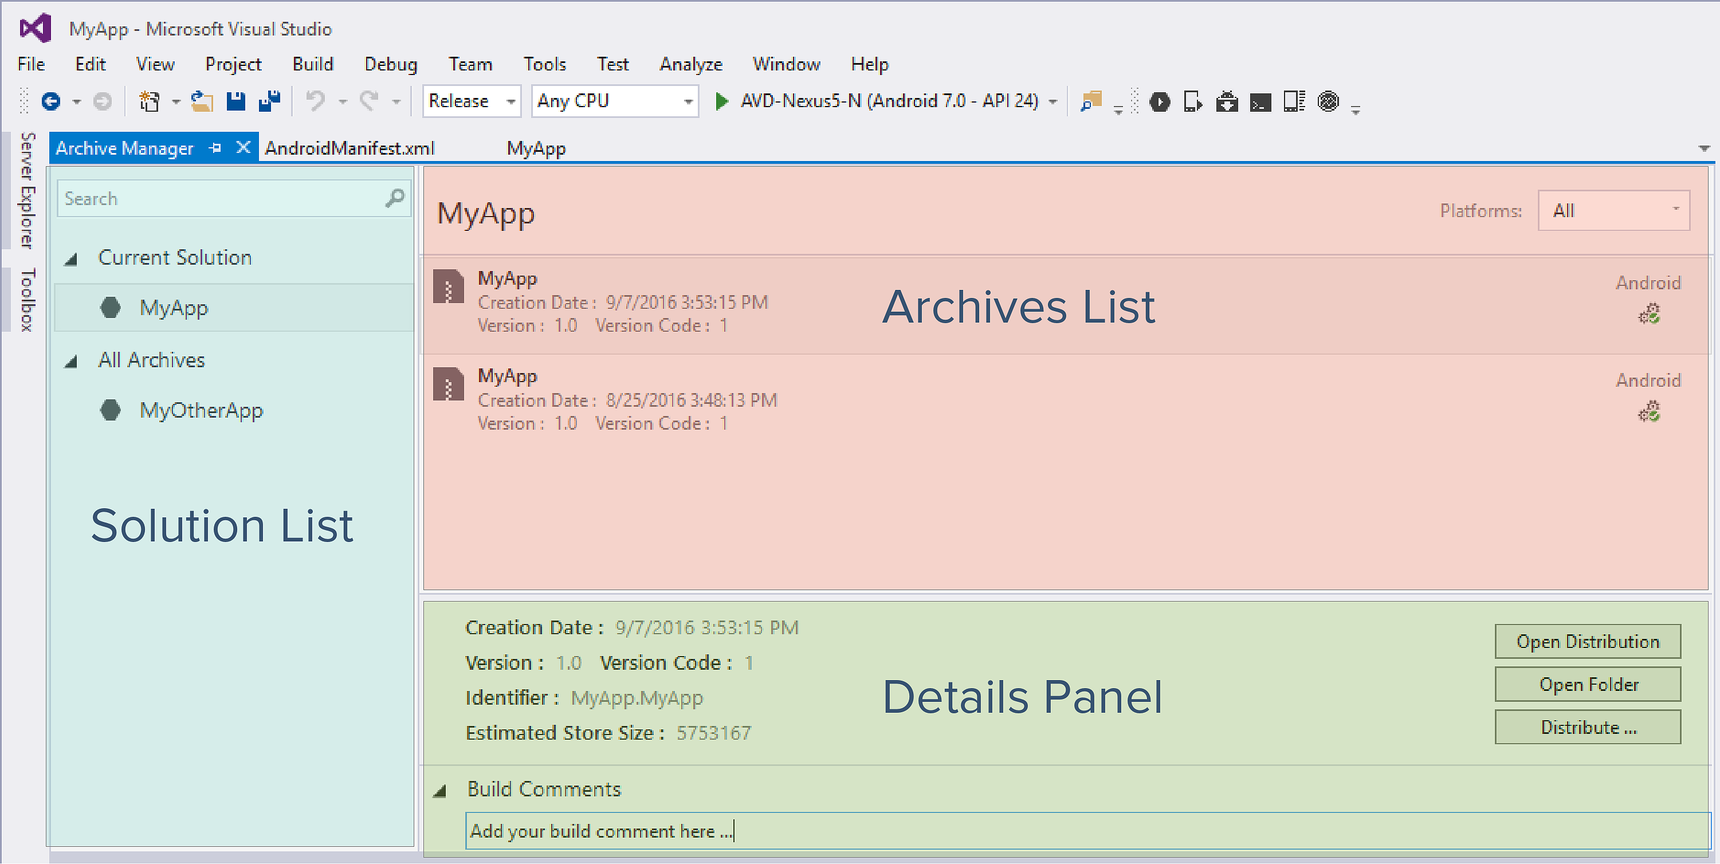 MyApp - Microsoft Visual Studio
File Edit View Project Build Debug Team Tools Test Analyze Window Help
Release Any CPU AVD-Nexus5-N (Android 7.0 - API 24)
Server Explorer
Toolbox
Archive Manager AndroidManifest.xml MyApp
Search
Current Solution
MyApp
All Archives
MyOtherApp
Solution List
MyApp Platforms: All
MyApp
Creation Date : 9/7/2016 3:53:15 PM
Version : 1.0 Version Code : 1
Android
Archives List
MyApp
Creation Date : 8/25/2016 3:48:13 PM
Version : 1.0 Version Code : 1
Android
Creation Date : 9/7/2016 3:53:15 PM
Version : 1.0 Version Code : 1
Identifier : MyApp.MyApp
Estimated Store Size : 5753167
Details Panel
Open Distribution
Open Folder
Distribute ...
Build Comments
Add your build comment here ...